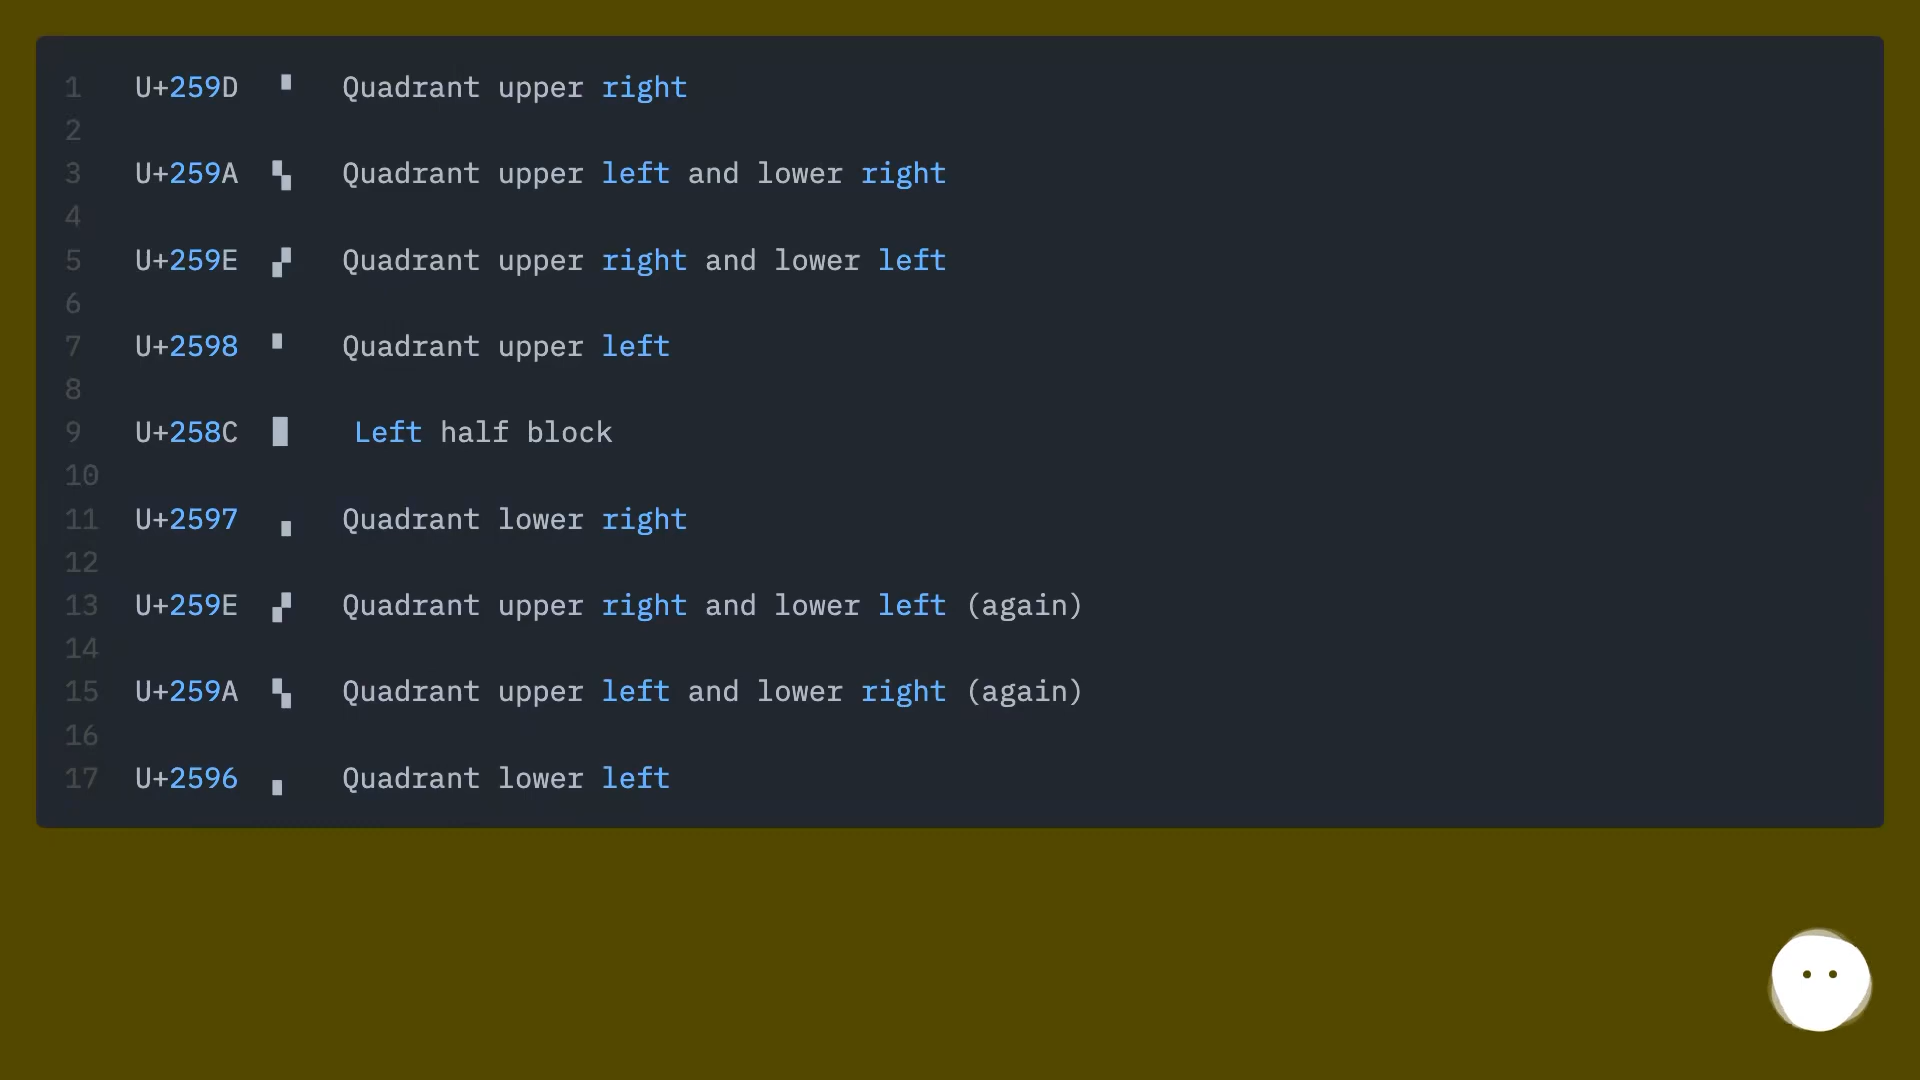 1 U+259D ▝ Quadrant upper right
2
3 U+259A ▚ Quadrant upper left and lower right
4
5 U+259E ▞ Quadrant upper right and lower left
6
7 U+2598 ▘ Quadrant upper left
8
9 U+258C ▌ Left half block
10
11 U+2597 ▗ Quadrant lower right
12
13 U+259E ▞ Quadrant upper right and lower left (again)
14
15 U+259A ▚ Quadrant upper left and lower right (again)
16
17 U+2596 ▖ Quadrant lower left